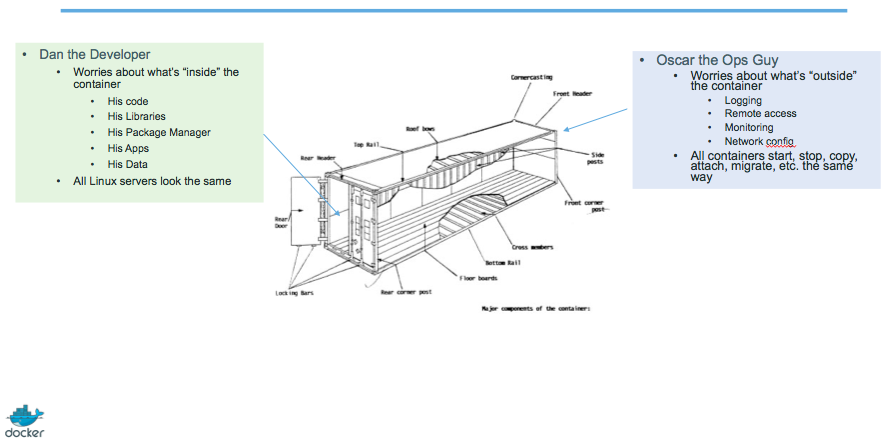 Dan the Developer
Worries about what's "inside" the
container
His code
His Libraries
His Package Manager
His Apps
His Data
All Linux servers look the same
Oscar the Ops Guy
Worries about what's "outside"
the container
Logging
Remote access
Monitoring
Network config
All containers start, stop, copy,
attach, migrate, etc. the same
way
Cornercasting
Front Header
Roof bows
Top Rail
Rear Header
Side
posts
Front corner
post
Rear
Door
Cross members
Bottom Rail
Floor boards
Locking Bars
Rear corner post
Major components of the container:
docker